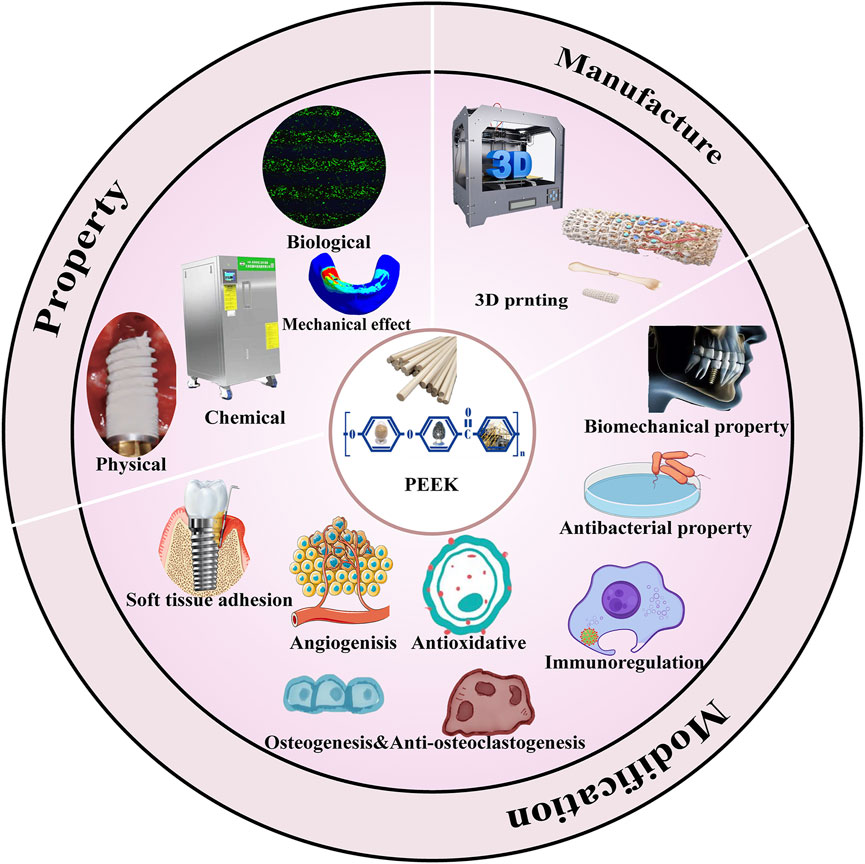 Manufacture
Property
3D
Biological
Mechanical effect
3D prnting
Chemical
Physical
Biomechanical property
O
O O C
n
PEEK
Antibacterial property
Soft tissue adhesion
Angiogenisis
Antioxidative
Immunoregulation
Osteogenesis&Anti-osteoclastogenesis
Modification